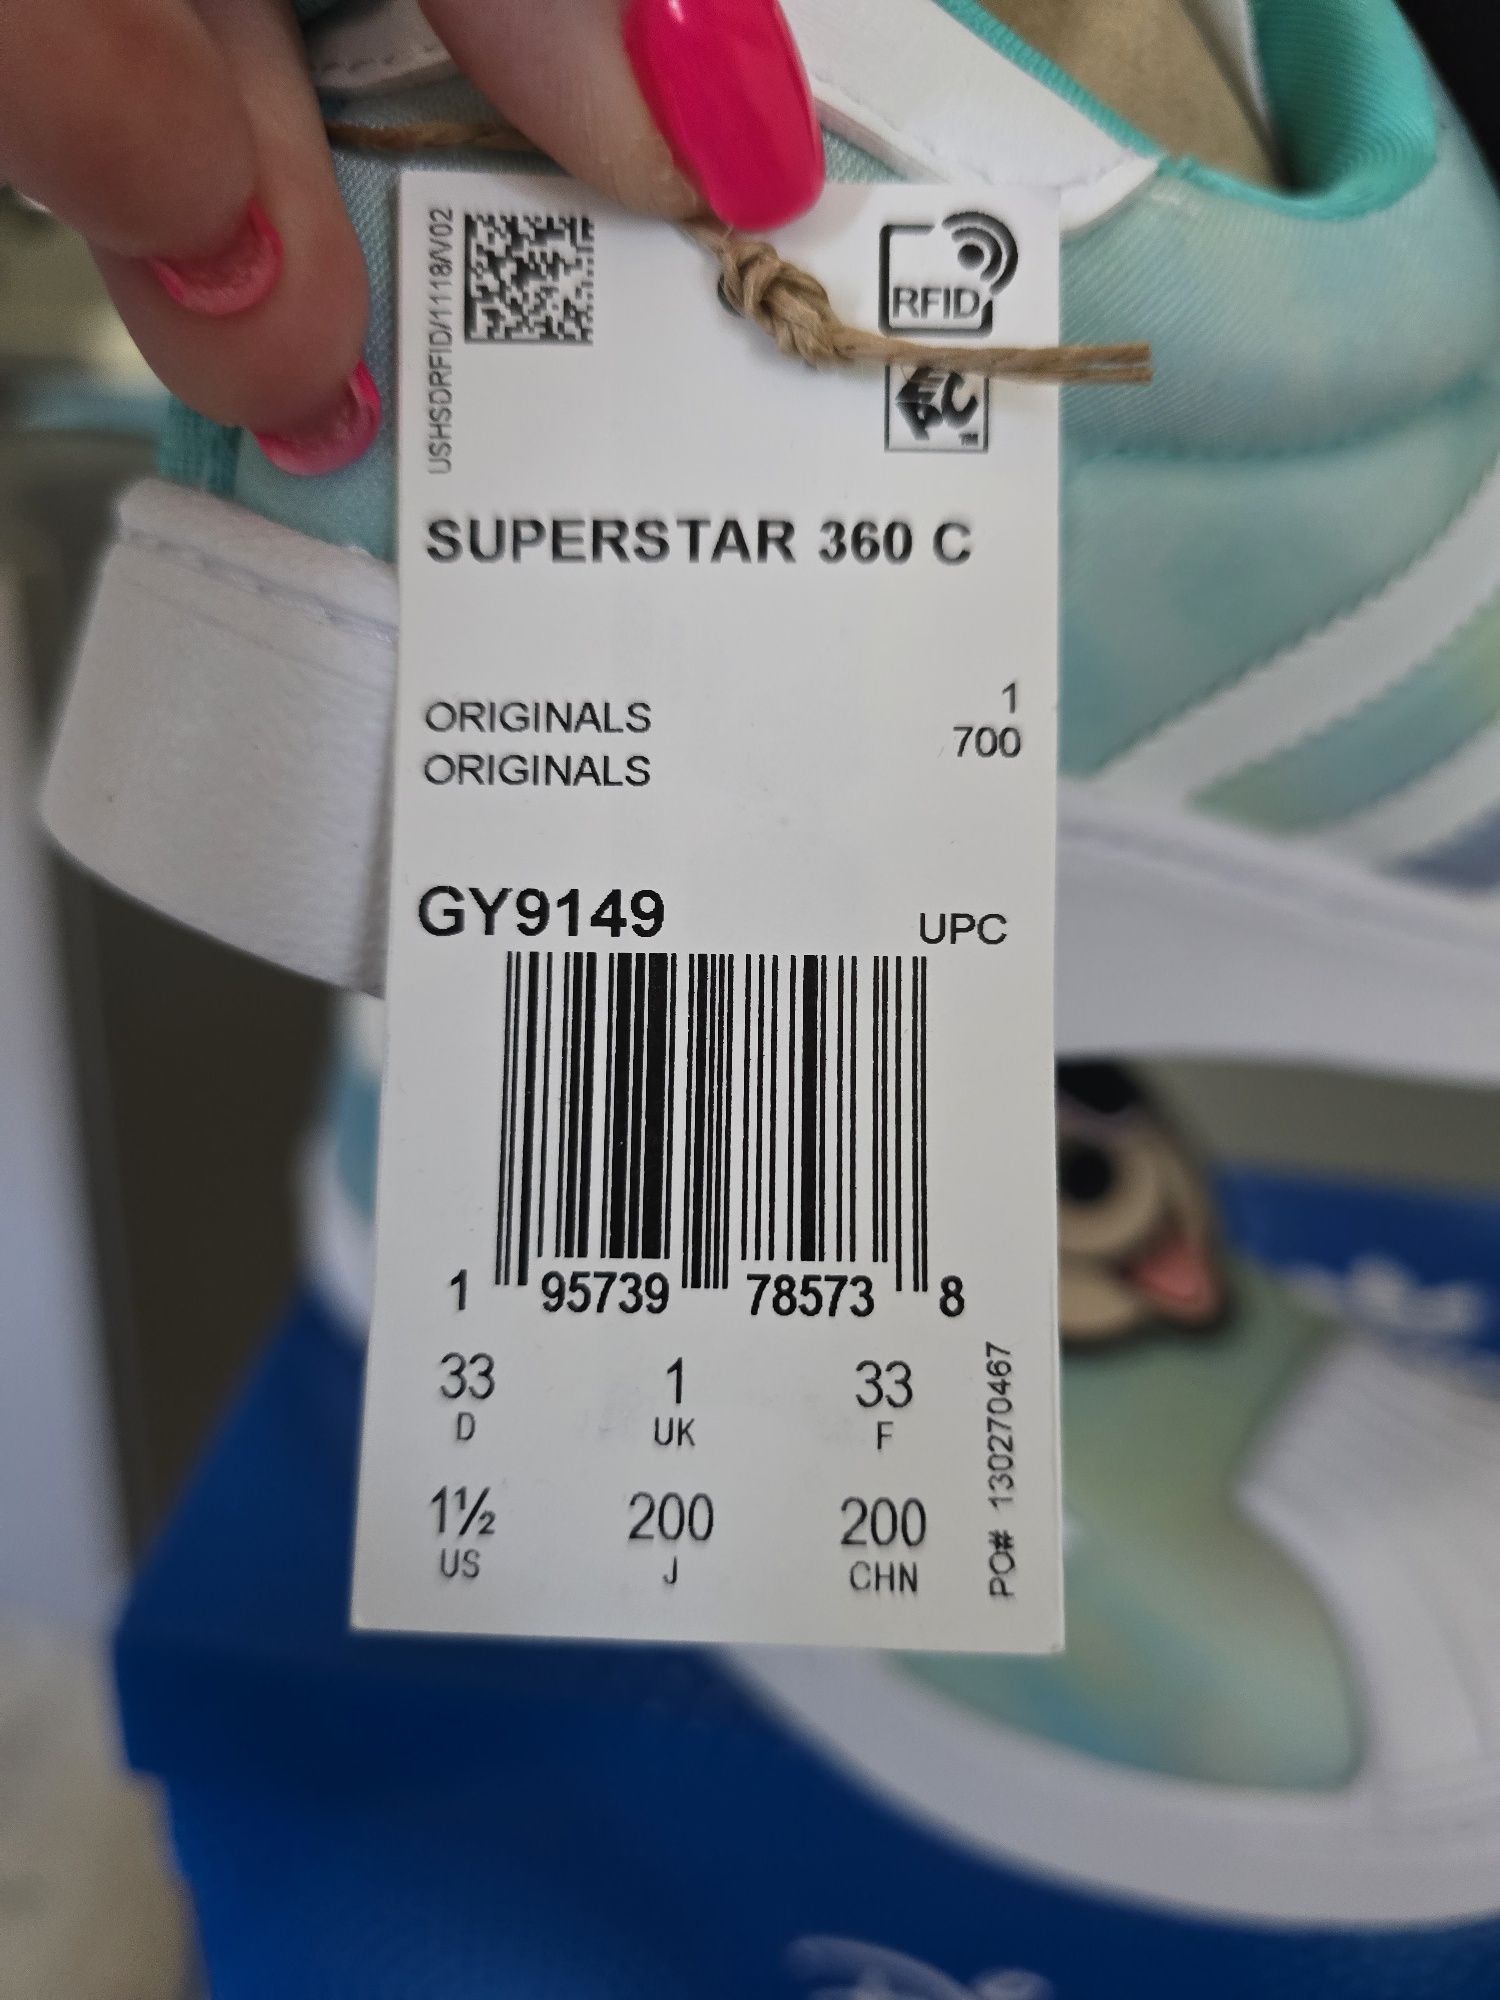 USHSDRFID/1118/V02
RFID
EPC™
SUPERSTAR 360 C
ORIGINALS 1
ORIGINALS 700
GY9149 UPC
1 95739 78573 8
33 1 33
D UK F
1½ 200 200
US J CHN
PO# 130270467